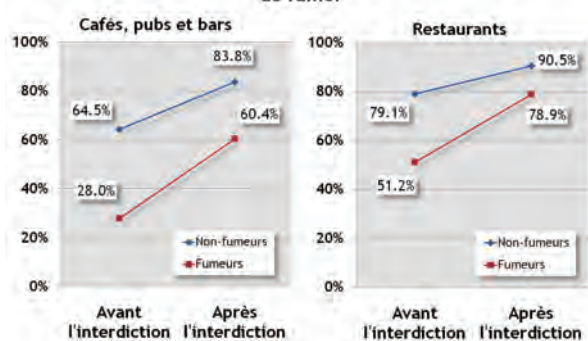 Cafés, pubs et bars
100%
80%
60%
40%
20%
0%
64.5%
83.8%
28.0%
60.4%
Non-fumeurs
Fumeurs
Avant
l'interdiction
Après
l'interdiction
Restaurants
100%
80%
60%
40%
20%
0%
79.1%
90.5%
51.2%
78.9%
Non-fumeurs
Fumeurs
Avant
l'interdiction
Après
l'interdiction